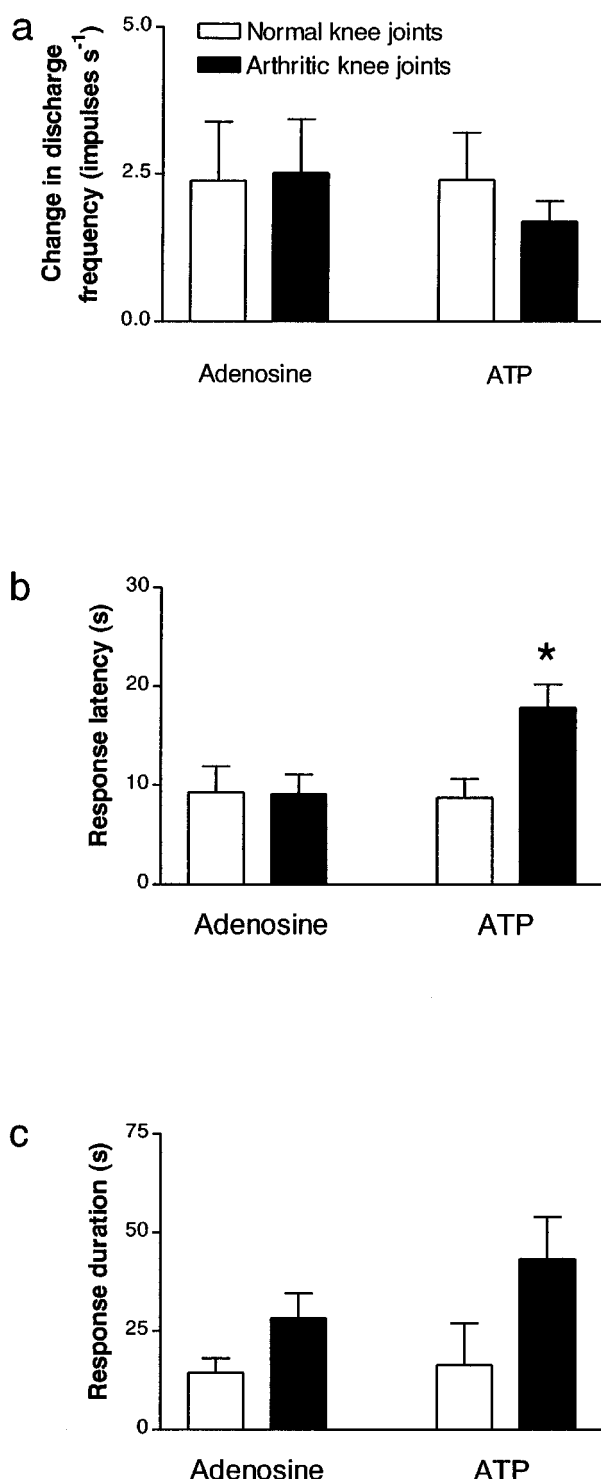 a
Change in discharge
frequency (impulses s⁻¹)
5.0
2.5
0.0
Normal knee joints
Arthritic knee joints
Adenosine
ATP
b
Response latency (s)
30
20
10
0
*
Adenosine
ATP
c
Response duration (s)
75
50
25
0
Adenosine
ATP